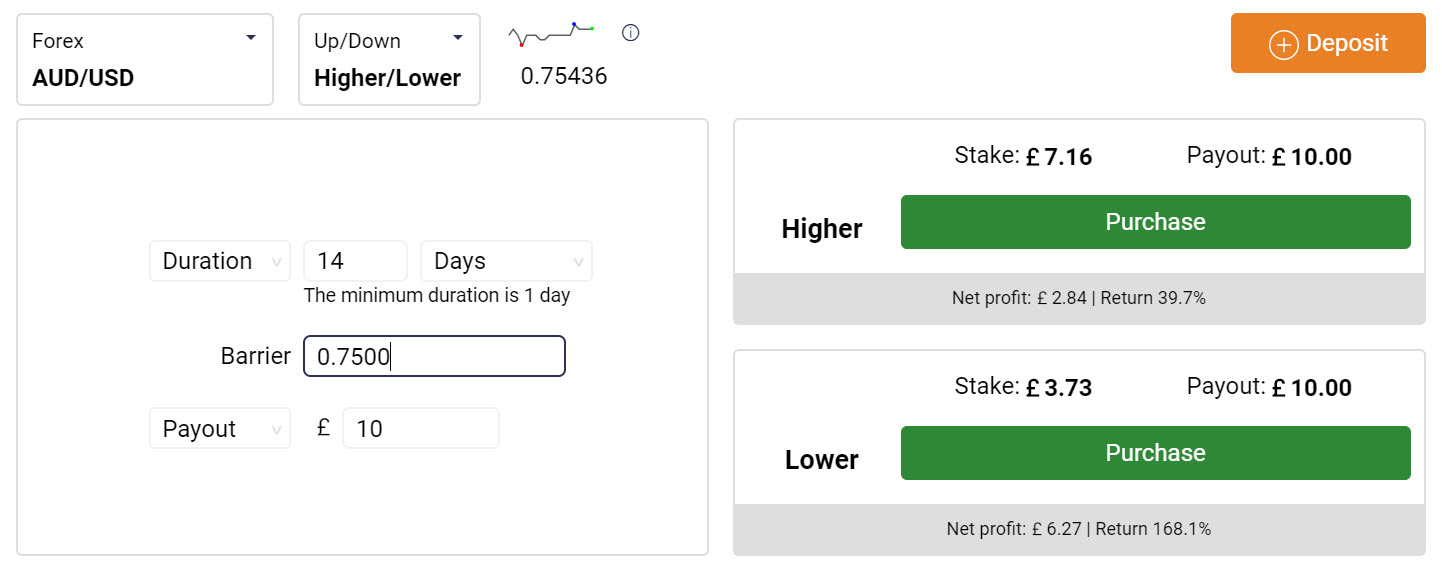 Forex
AUD/USD
Up/Down
Higher/Lower
0.75436
Deposit
Duration 14 Days
The minimum duration is 1 day
Barrier 0.7500
Payout £ 10
Stake: £ 7.16 Payout: £ 10.00
Higher Purchase
Net profit: £ 2.84 | Return 39.7%
Stake: £ 3.73 Payout: £ 10.00
Lower Purchase
Net profit: £ 6.27 | Return 168.1%